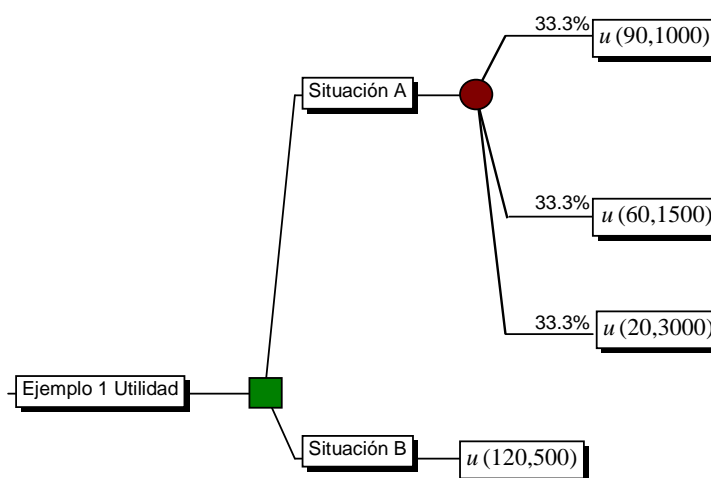 33.3%
u (90,1000)
Situación A
33.3%
u (60,1500)
33.3%
u (20,3000)
Ejemplo 1 Utilidad
Situación B
u (120,500)